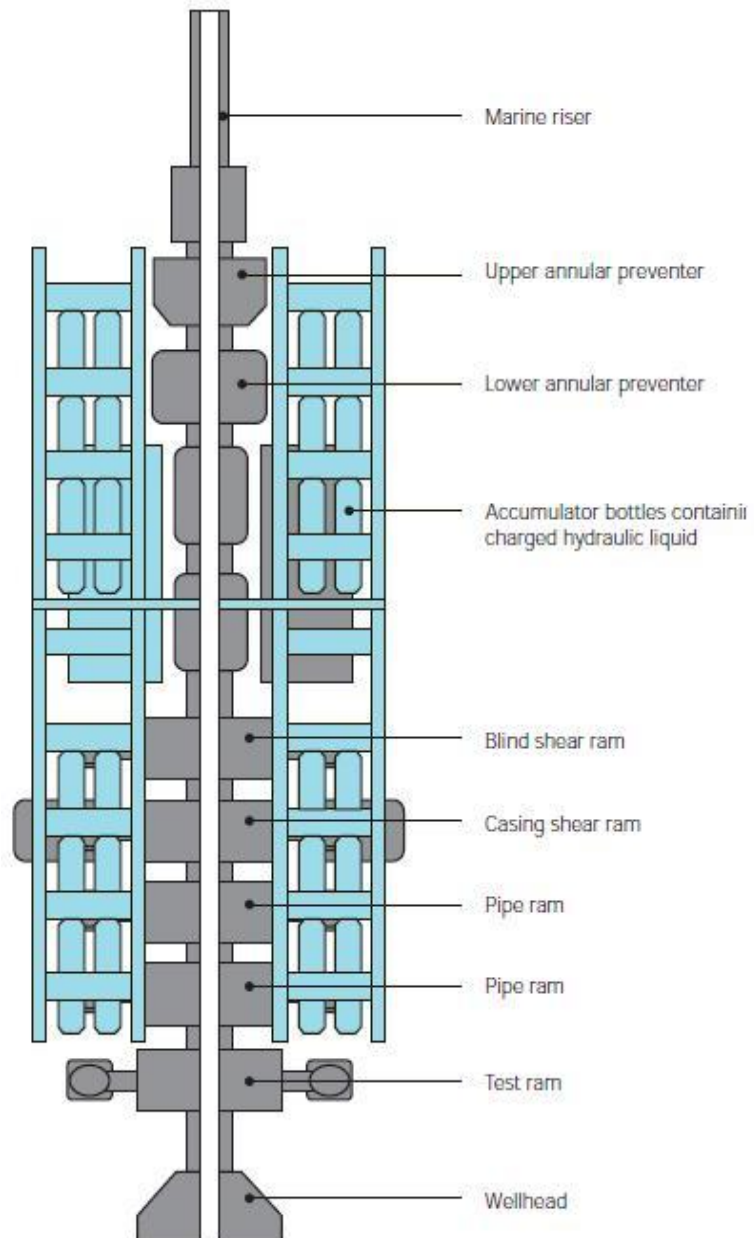 Marine riser
Upper annular preventer
Lower annular preventer
Accumulator bottles
charged hydraulic liquid
Blind shear ram
Casing shear ram
Pipe ram
Pipe ram
Test ram
Wellhead